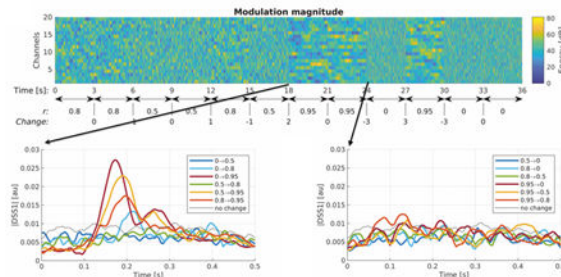 Modulation magnitude
Channels
20
15
10
5
80
60
40
20
0
Time [s]: 0 3 6 9 12 15 18 21 24 27 30 33 36
r: 0.8 0.8 0.5 0.5 0.8 0.5 0.95 0.95 0 0.95 0 0
Change: 0 0 1 -1 2 0 -3 3 -3 0
|DSS1| [au]
0.03
0.025
0.02
0.015
0.01
0.005
0
0 0.1 0.2 0.3 0.4 0.5
Time [s]
0→0.5
0→0.8
0→0.95
0.5→0.8
0.5→0.95
0.8→0.95
no change
|DSS1| [au]
0.03
0.025
0.02
0.015
0.01
0.005
0
0 0.1 0.2 0.3 0.4 0.5
Time [s]
0.5→0
0.8→0
0.8→0.5
0.95→0
0.95→0.5
0.95→0.8
no change